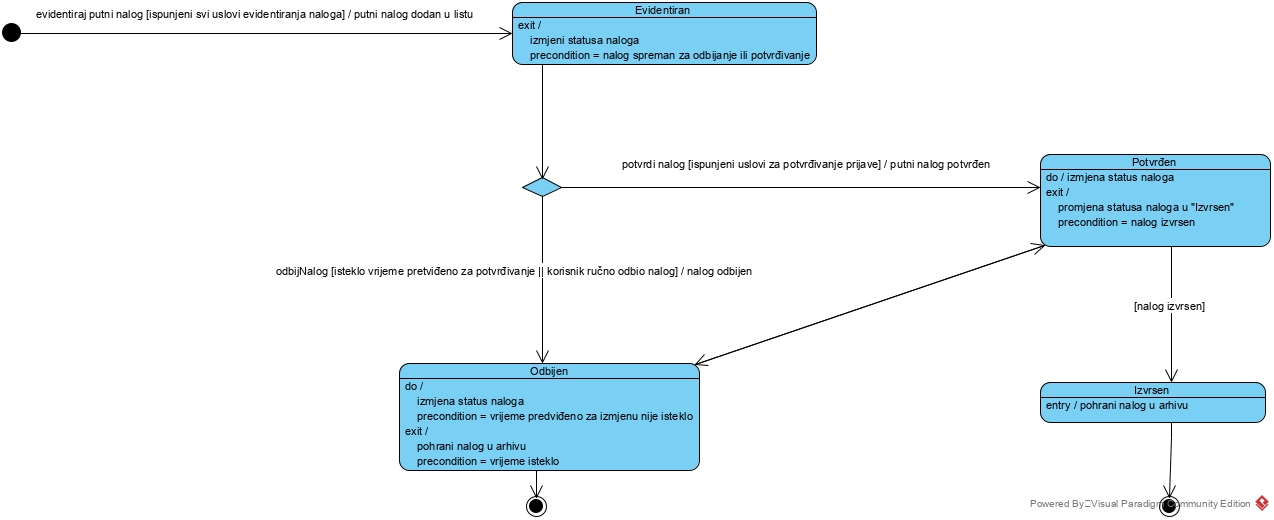 evidentiraj putni nalog [ispunjeni svi uslovi evidentiranja naloga] / putni nalog dodan u listu
Evidentiran
exit /
izmjeni statusa naloga
precondition = nalog spreman za odbijanje ili potvrđivanje
potvrdi nalog [ispunjeni uslovi za potvrđivanje prijave] / putni nalog potvrđen
Potvrđen
do / izmjena status naloga
exit /
promjena statusa naloga u "Izvrsen"
precondition = nalog izvrsen
odbijNalog [isteklo vrijeme pretviđeno za potvrđivanje || korisnik ručno odbio nalog] / nalog odbijen
[nalog izvrsen]
Odbijen
do /
izmjena status naloga
precondition = vrijeme predviđeno za izmjenu nije isteklo
exit /
pohrani nalog u arhivu
precondition = vrijeme isteklo
Izvrsen
entry / pohrani nalog u arhivu
Powered By Visual Paradigm Community Edition